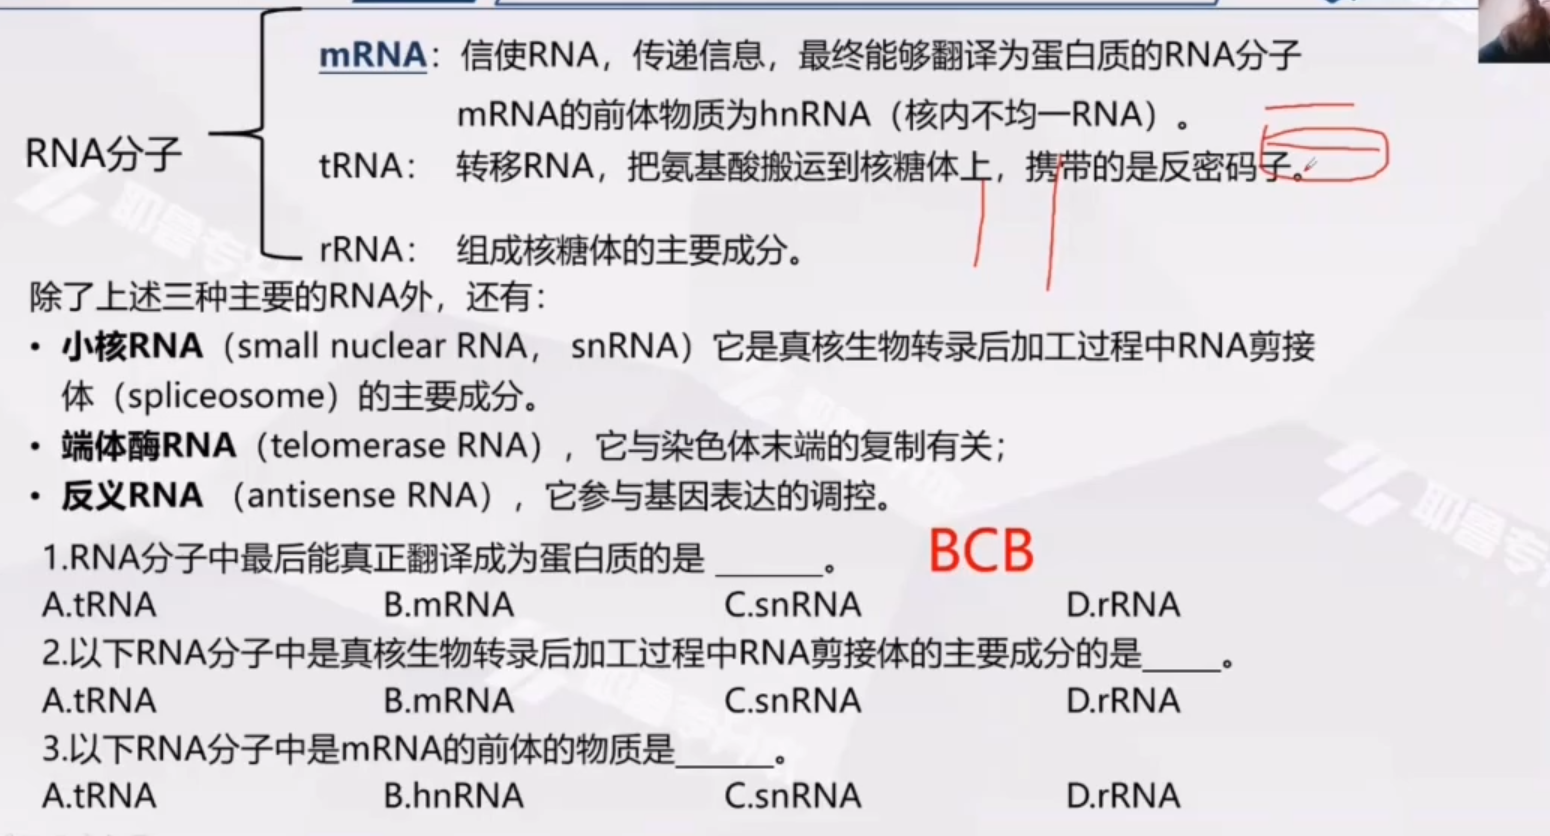 mRNA：信使RNA，传递信息，最终能够翻译为蛋白质的RNA分子
mRNA的前体物质为hnRNA（核内不均一RNA）。
RNA分子
tRNA： 转移RNA，把氨基酸搬运到核糖体上，携带的是反密码子。
rRNA： 组成核糖体的主要成分。
除了上述三种主要的RNA外，还有：
• 小核RNA（small nuclear RNA， snRNA）它是真核生物转录后加工过程中RNA剪接
体（spliceosome）的主要成分。
• 端体酶RNA（telomerase RNA），它与染色体末端的复制有关；
• 反义RNA （antisense RNA），它参与基因表达的调控。
1.RNA分子中最后能真正翻译成为蛋白质的是 ______。 BCB
A.tRNA B.mRNA C.snRNA D.rRNA
2.以下RNA分子中是真核生物转录后加工过程中RNA剪接体的主要成分的是_____。
A.tRNA B.mRNA C.snRNA D.rRNA
3.以下RNA分子中是mRNA的前体的物质是______。
A.tRNA B.hnRNA C.snRNA D.rRNA